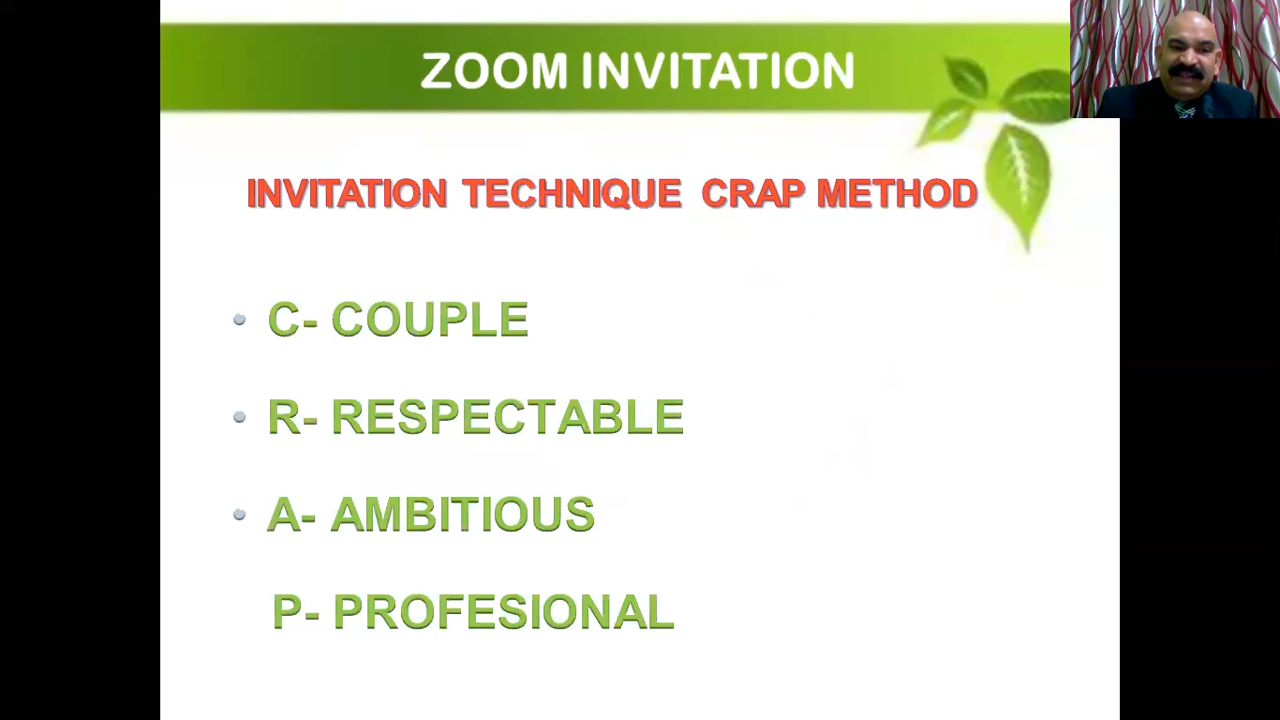 ZOOM INVITATION
INVITATION TECHNIQUE CRAP METHOD
• C- COUPLE
• R- RESPECTABLE
• A- AMBITIOUS
P- PROFESIONAL